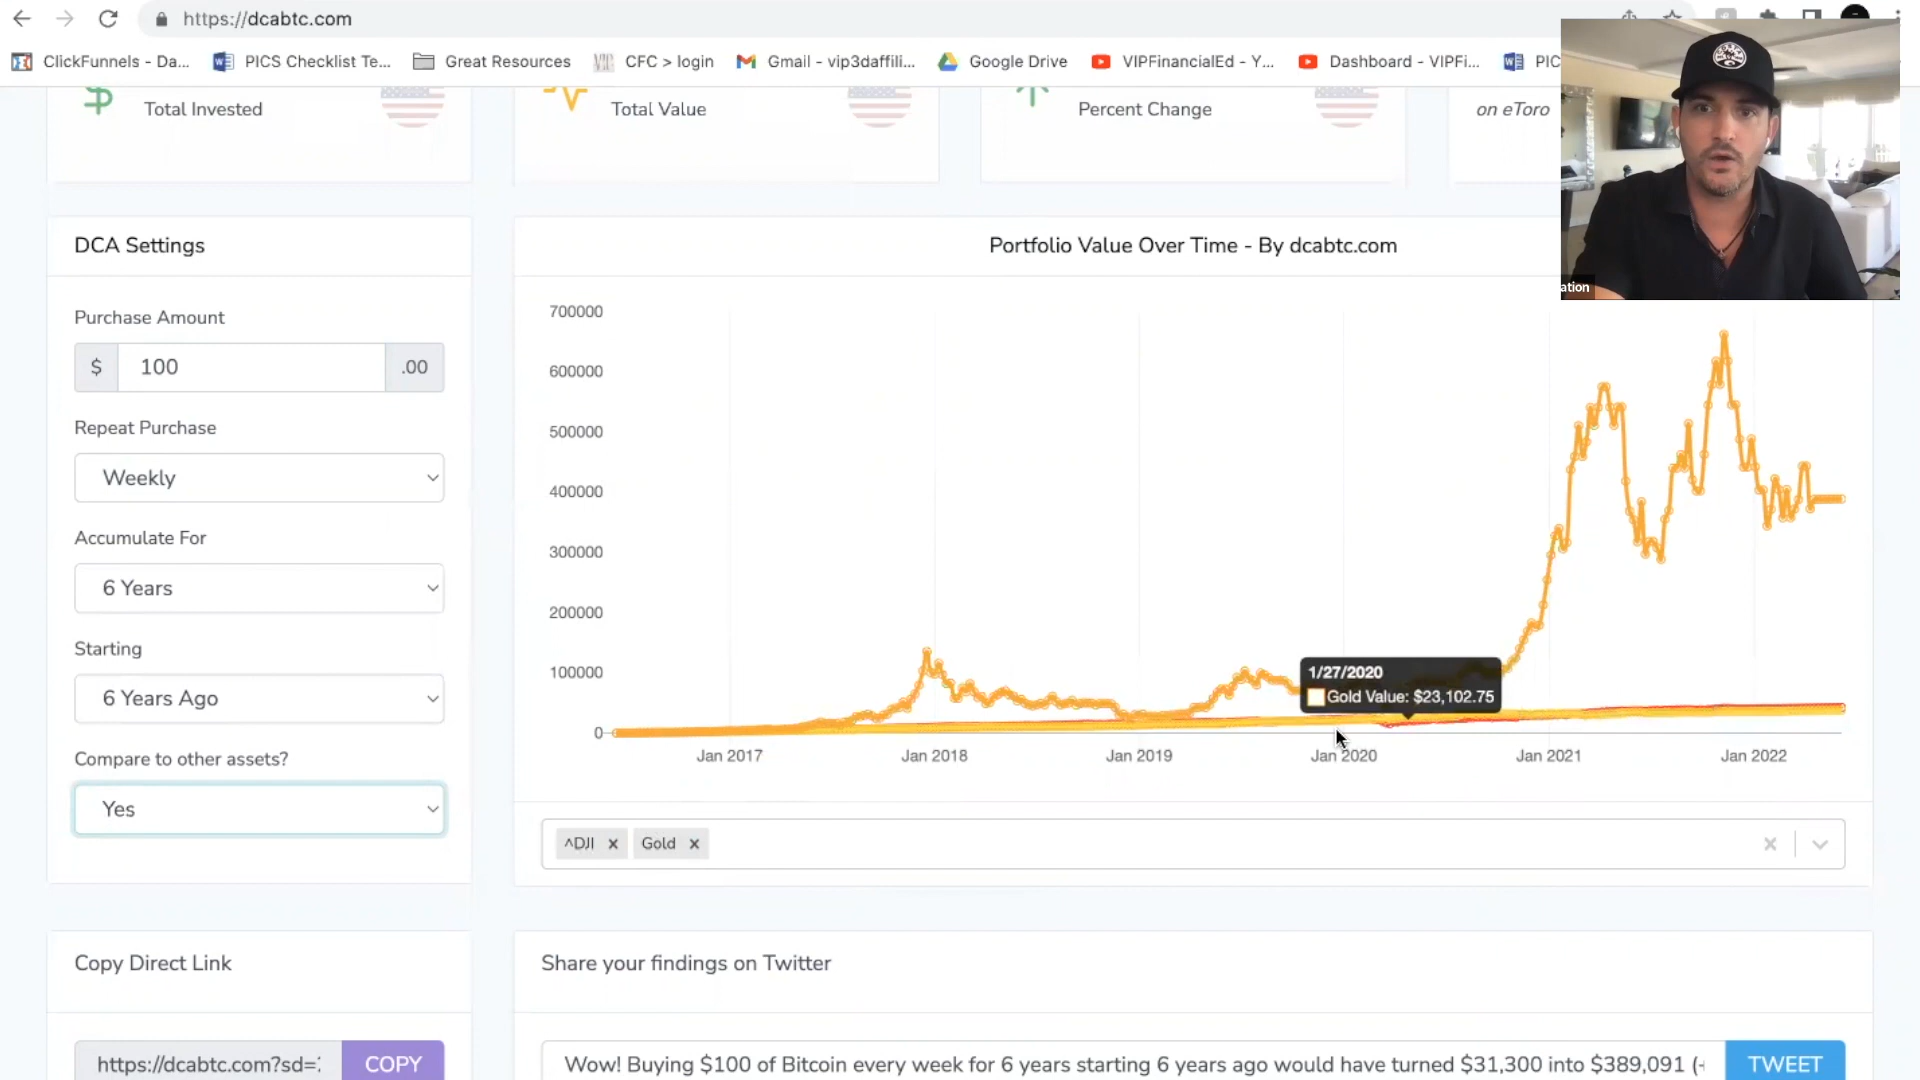 https://dcabtc.com
ClickFunnels - Da...
PICS Checklist Te...
Great Resources
CFC > login
Gmail - vip3daffili...
Google Drive
VIPFinancialEd - Y...
Dashboard - VIPFi...
PIC
Total Invested
Total Value
Percent Change
on eToro
ation
DCA Settings
Portfolio Value Over Time - By dcabtc.com
Purchase Amount
$ 100 .00
Repeat Purchase
Weekly
Accumulate For
6 Years
Starting
6 Years Ago
Compare to other assets?
Yes
700000
600000
500000
400000
300000
200000
100000
0
1/27/2020
Gold Value: $23,102.75
Jan 2017 Jan 2018 Jan 2019 Jan 2020 Jan 2021 Jan 2022
^DJI × Gold ×
Copy Direct Link
Share your findings on Twitter
https://dcabtc.com?sd=
COPY
Wow! Buying $100 of Bitcoin every week for 6 years starting 6 years ago would have turned $31,300 into $389,091 (
TWEET